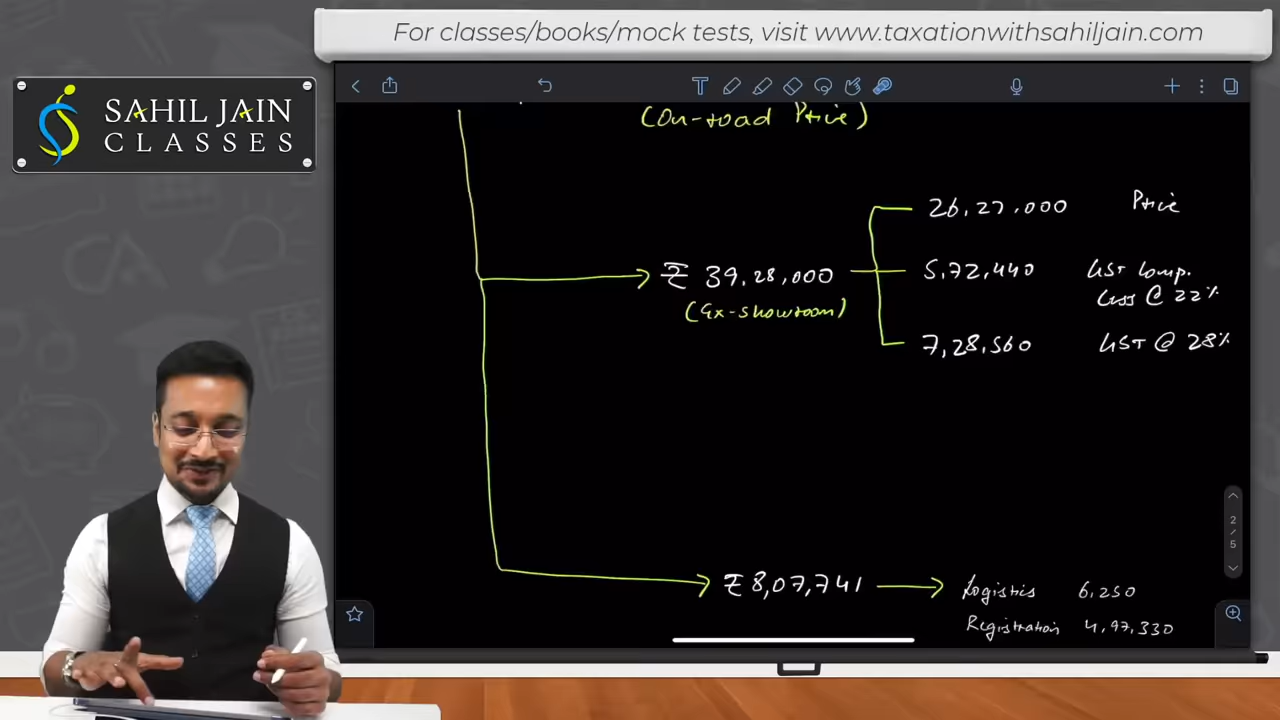 For classes/books/mock tests, visit www.taxationwithsahiljain.com
SAHIL JAIN
CLASSES
(On-road Price)
26,27,000 Price
₹ 39,28,000
(Ex-showroom)
5,72,440 GST Comp.
Cess @ 22%
7,28,560 GST @ 28%
₹ 8,07,741
Logistics 6,250
Registration 4,97,330
2
/
5